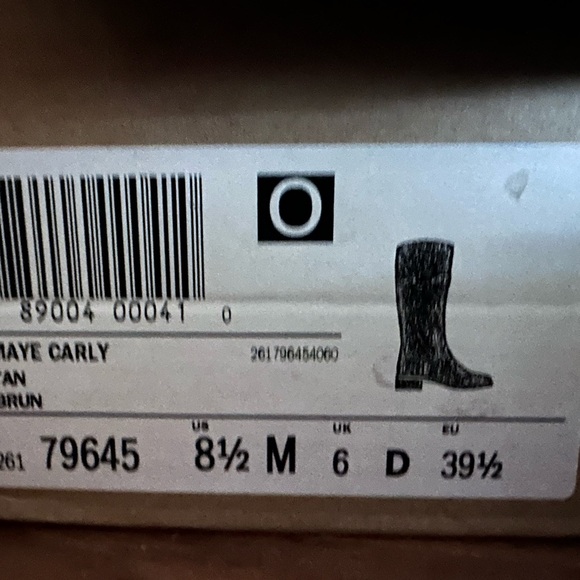 O
89004 00041 0
MAYE CARLY
261796454060
TAN
BRUN
US UK EU
261 79645 8½ M 6 D 39½